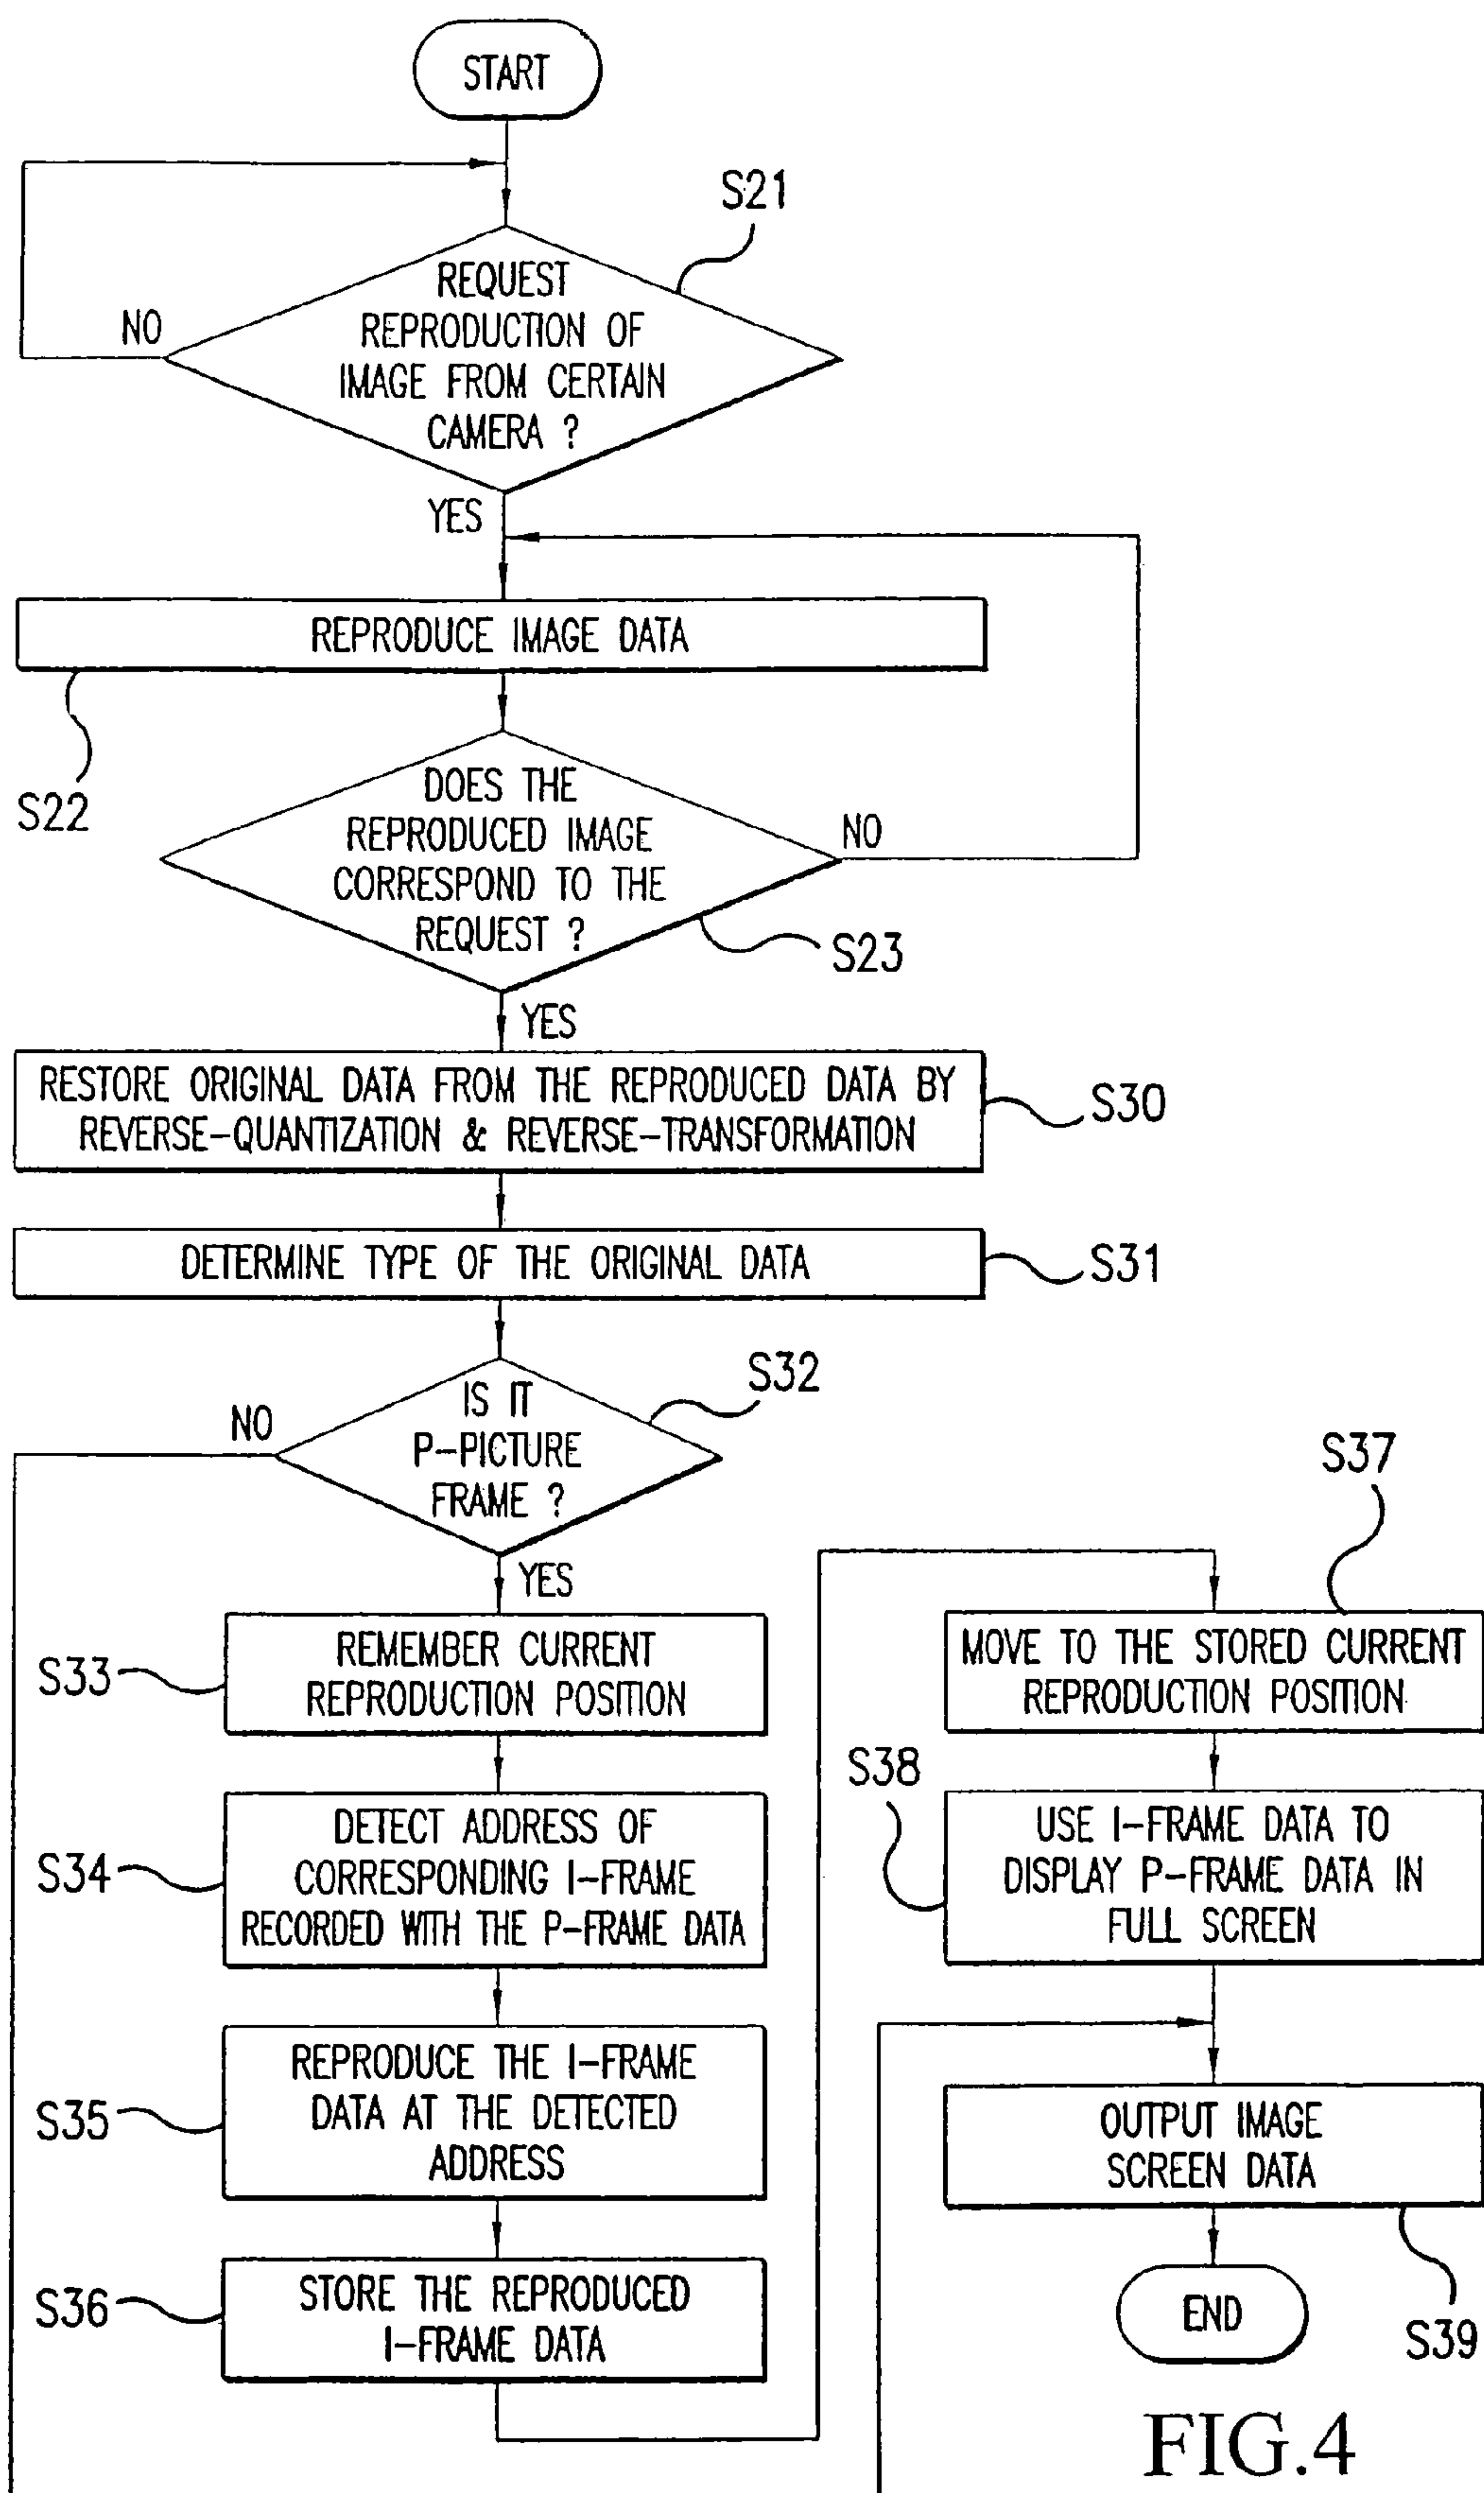 START
S21
REQUEST
REPRODUCTION OF
IMAGE FROM CERTAIN
CAMERA ?
NO
YES
REPRODUCE IMAGE DATA
S22
DOES THE
REPRODUCED IMAGE
CORRESPOND TO THE
REQUEST ?
NO
S23
YES
RESTORE ORIGINAL DATA FROM THE REPRODUCED DATA BY
REVERSE-QUANTIZATION & REVERSE-TRANSFORMATION
S30
DETERMINE TYPE OF THE ORIGINAL DATA
S31
S32
IS IT
P-PICTURE
FRAME ?
NO
YES
REMEMBER CURRENT
REPRODUCTION POSITION
S33
DETECT ADDRESS OF
CORRESPONDING I-FRAME
RECORDED WITH THE P-FRAME DATA
S34
REPRODUCE THE I-FRAME
DATA AT THE DETECTED
ADDRESS
S35
STORE THE REPRODUCED
I-FRAME DATA
S36
S37
MOVE TO THE STORED CURRENT
REPRODUCTION POSITION
S38
USE I-FRAME DATA TO
DISPLAY P-FRAME DATA IN
FULL SCREEN
OUTPUT IMAGE
SCREEN DATA
S39
END
FIG.4